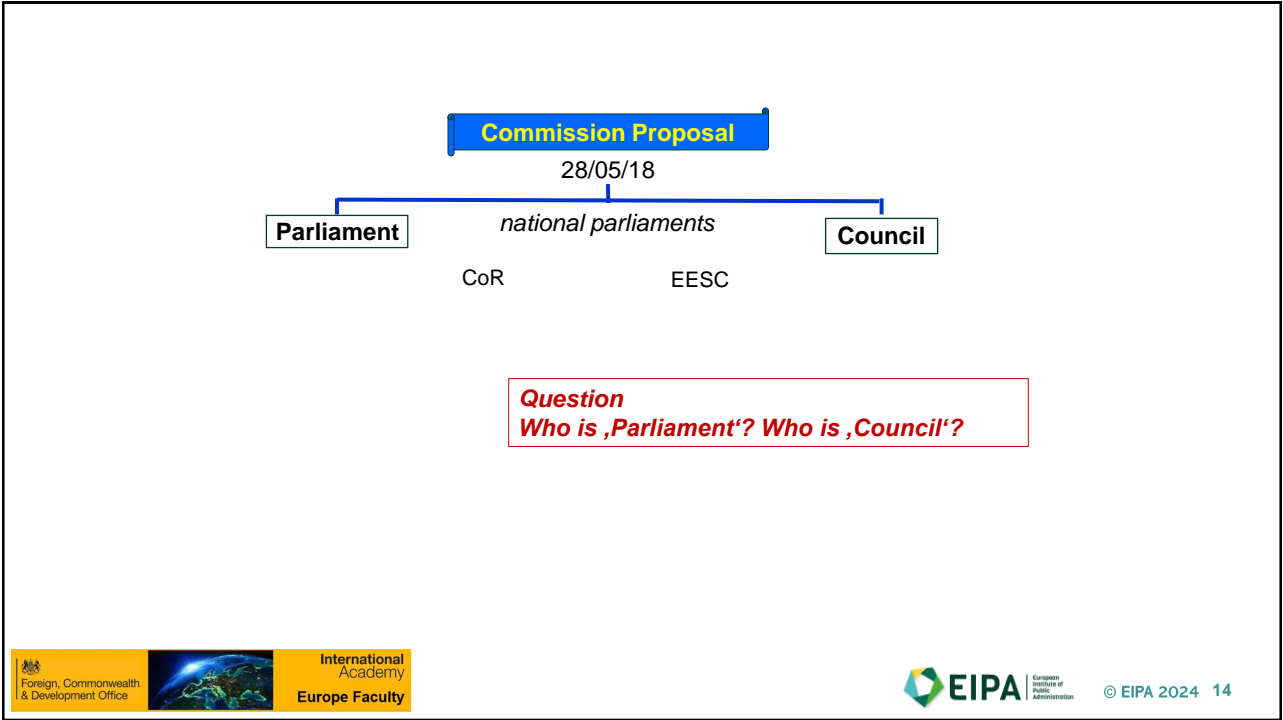 Commission Proposal
28/05/18
Parliament
national parliaments
Council
CoR
EESC
Question
Who is ‚Parliament‘? Who is ‚Council‘?
Foreign, Commonwealth
& Development Office
International
Academy
Europe Faculty
EIPA
European
Institute of
Public
Administration
© EIPA 2024 14